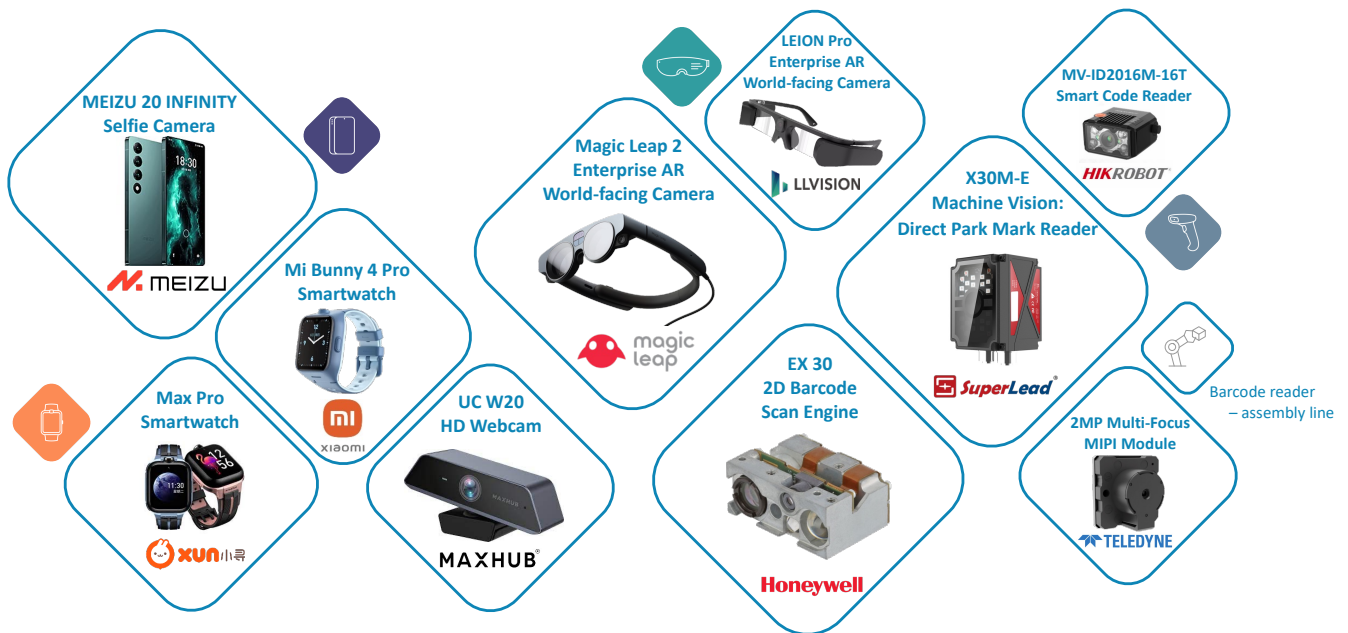 MEIZU 20 INFINITY
Selfie Camera
18:30
MEIZU
Mi Bunny 4 Pro
Smartwatch
mi
xiaomi
Max Pro
Smartwatch
11:30
12
56
xun小寻
UC W20
HD Webcam
MAXHUB
MAXHUB
Magic Leap 2
Enterprise AR
World-facing Camera
magic
leap
LEION Pro
Enterprise AR
World-facing Camera
LLVISION
EX 30
2D Barcode
Scan Engine
Honeywell
X30M-E
Machine Vision:
Direct Park Mark Reader
SuperLead
MV-ID2016M-16T
Smart Code Reader
HIKROBOT
Barcode reader
– assembly line
2MP Multi-Focus
MIPI Module
TELEDYNE